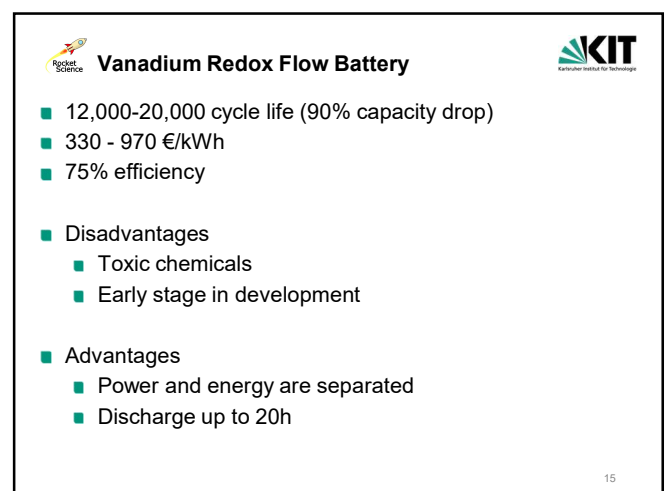 Rocket
Science
Vanadium Redox Flow Battery
KIT
Karlsruher Institut für Technologie
12,000-20,000 cycle life (90% capacity drop)
330 - 970 €/kWh
75% efficiency
Disadvantages
Toxic chemicals
Early stage in development
Advantages
Power and energy are separated
Discharge up to 20h
15